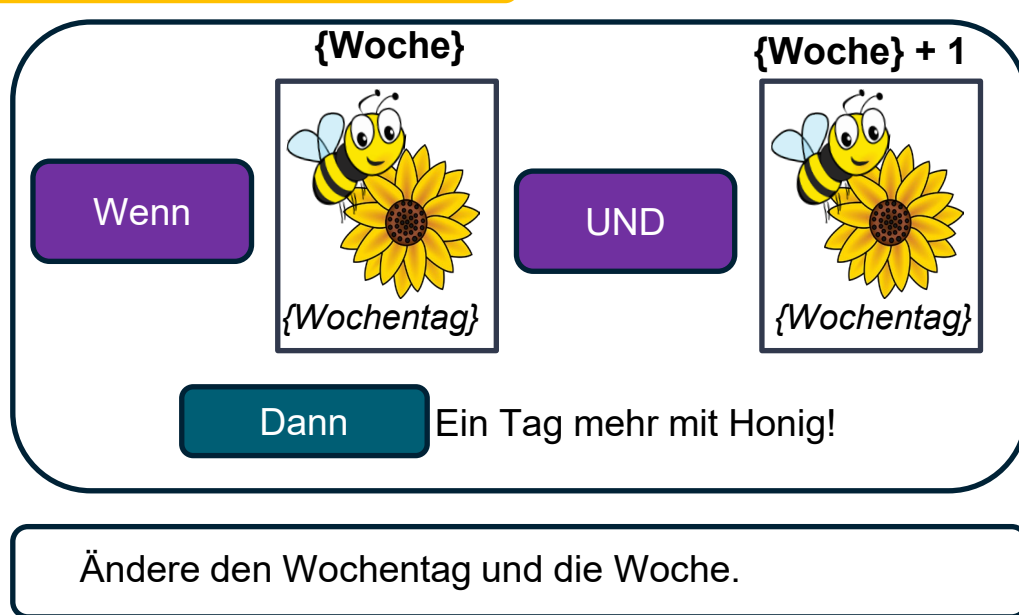 {Woche}
{Woche} + 1
Wenn
UND
{Wochentag}
{Wochentag}
Dann
Ein Tag mehr mit Honig!
Ändere den Wochentag und die Woche.